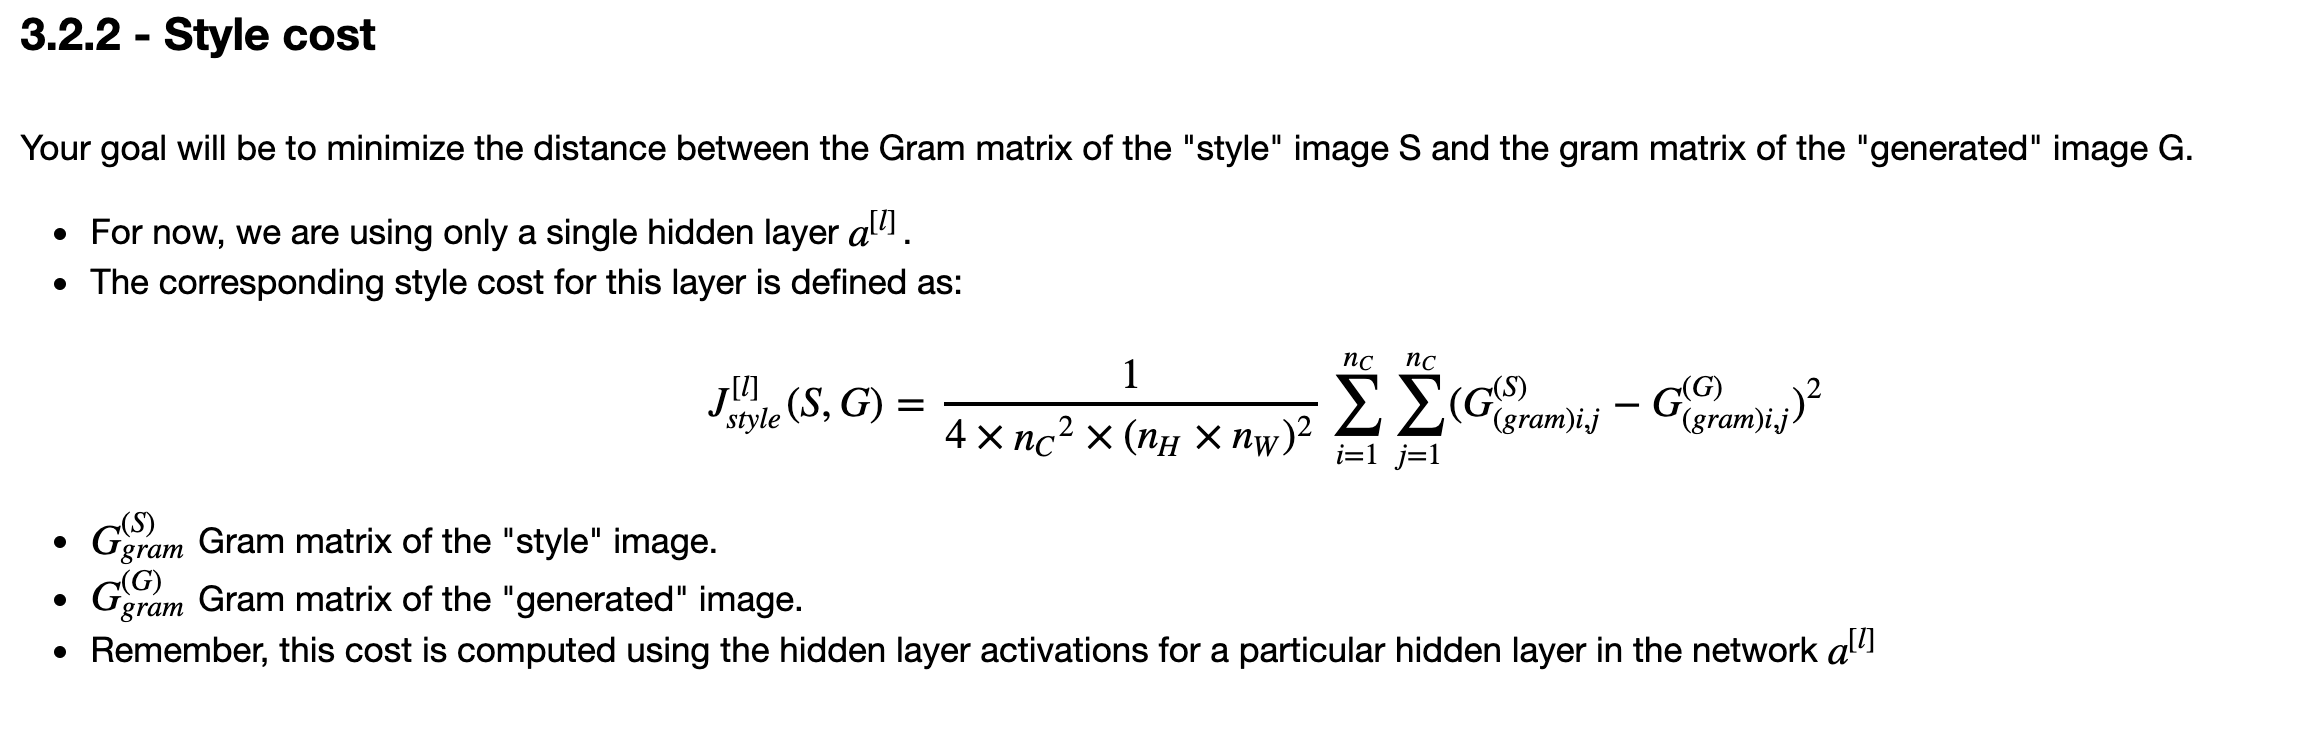 3.2.2 - Style cost
Your goal will be to minimize the distance between the Gram matrix of the "style" image S and the gram matrix of the "generated" image G.
• For now, we are using only a single hidden layer $a^{[l]}$ .
• The corresponding style cost for this layer is defined as:
$J_{style}^{[l]}(S, G) = \frac{1}{4 \times {n_C}^2 \times (n_H \times n_W)^2} \sum_{i=1}^{n_C} \sum_{j=1}^{n_C} (G_{(gram)i,j}^{(S)} - G_{(gram)i,j}^{(G)})^2$
• $G_{gram}^{(S)}$ Gram matrix of the "style" image.
• $G_{gram}^{(G)}$ Gram matrix of the "generated" image.
• Remember, this cost is computed using the hidden layer activations for a particular hidden layer in the network $a^{[l]}$